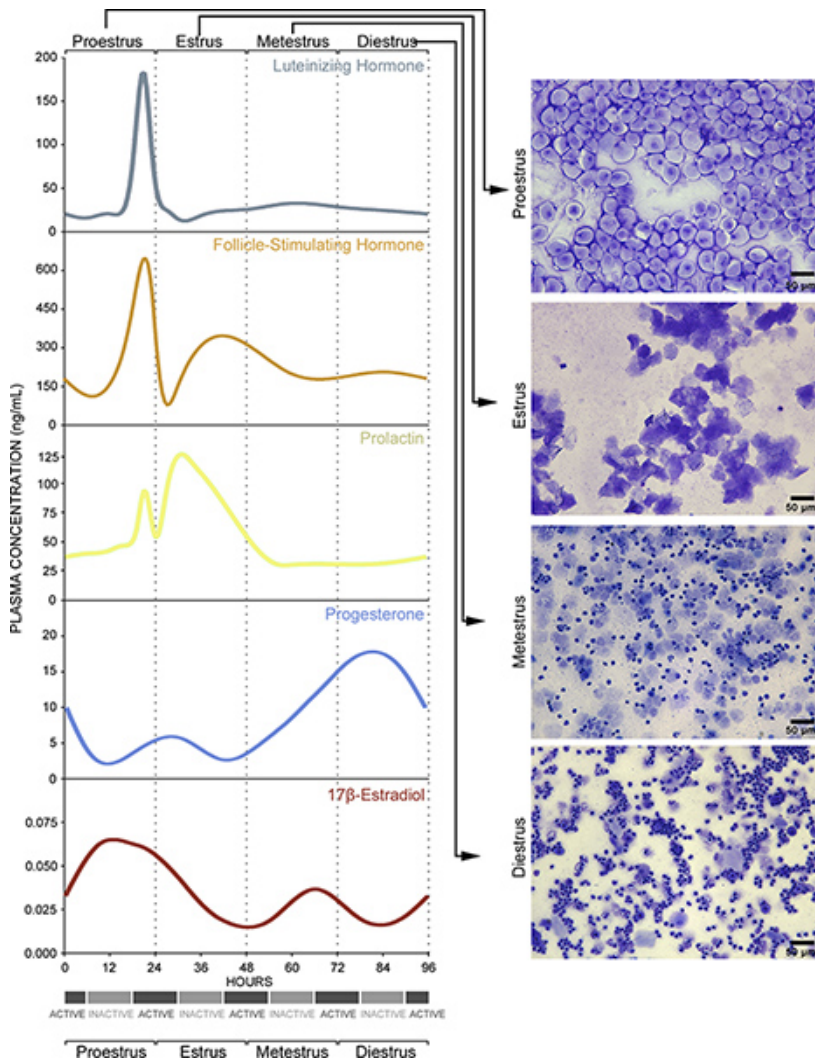 Proestrus Estrus Metestrus Diestrus
PLASMA CONCENTRATION (ng/mL)
Luteinizing Hormone
200
150
100
50
0
Follicle-Stimulating Hormone
600
450
300
150
0
Prolactin
125
100
75
50
25
0
Progesterone
20
15
10
5
0
17β-Estradiol
0.075
0.050
0.025
0.000
0 12 24 36 48 60 72 84 96
HOURS
ACTIVE INACTIVE ACTIVE INACTIVE ACTIVE INACTIVE ACTIVE INACTIVE ACTIVE
Proestrus Estrus Metestrus Diestrus
Proestrus
50 µm
Estrus
50 µm
Metestrus
50 µm
Diestrus
50 µm